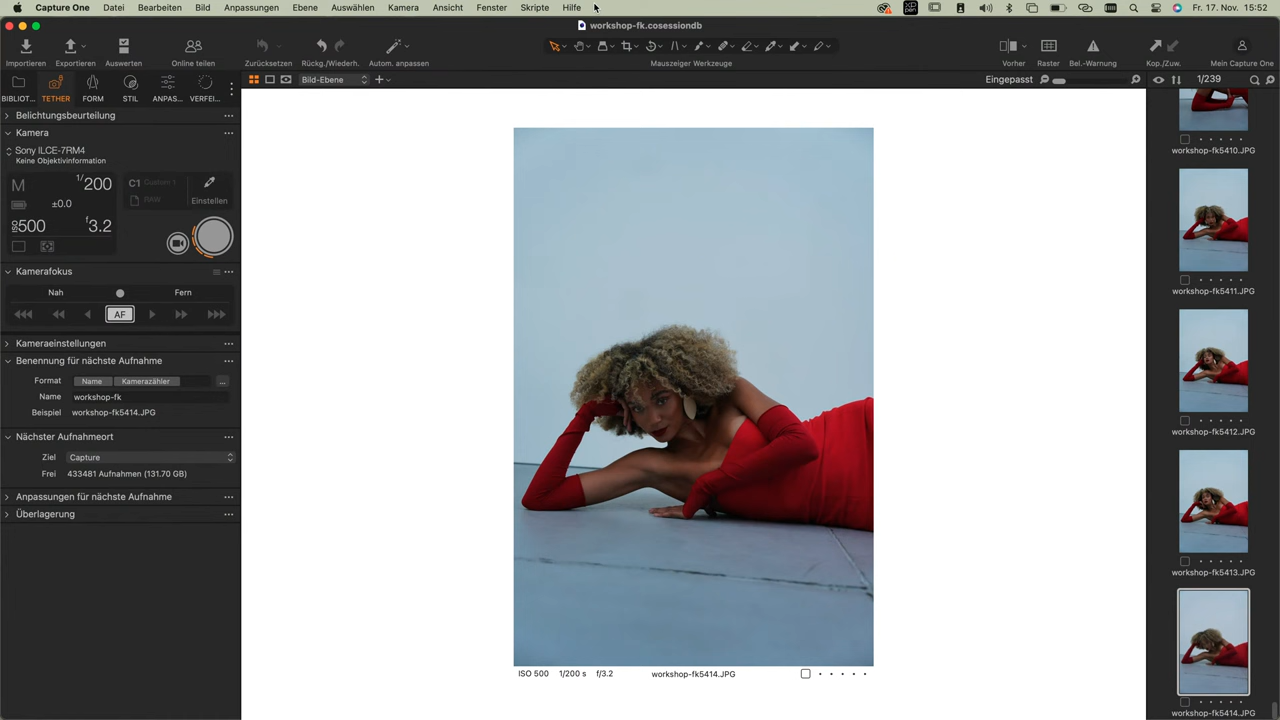 Capture One Datei Bearbeiten Bild Anpassungen Ebene Auswählen Kamera Ansicht Fenster Skripte Hilfe Fr. 17. Nov. 15:52
workshop-fk.cosessiondb
Importieren Exportieren Auswerten Online teilen Zurücksetzen Rückg./Wiederh. Autom. anpassen Mauszeiger Werkzeuge Vorher Raster Bel.-Warnung Kop./Zuw. Mein Capture One
Bild-Ebene Eingepasst 1/239
BIBLIOT... TETHER FORM STIL ANPAS... VERFEI...
Belichtungsbeurteilung
Kamera
Sony ILCE-7RM4
Keine Objektivinformation
M 1/200 C1 Custom 1
±0.0 RAW Einstellen
ISO 500 f3.2
Kamerafokus
Nah Fern
AF
Kameraeinstellungen
Benennung für nächste Aufnahme
Format Name Kamerazähler ...
Name workshop-fk
Beispiel workshop-fk5414.JPG
Nächster Aufnahmeort
Ziel Capture
Frei 433481 Aufnahmen (131.70 GB)
Anpassungen für nächste Aufnahme
Überlagerung
ISO 500 1/200 s f/3.2 workshop-fk5414.JPG
workshop-fk5410.JPG
workshop-fk5411.JPG
workshop-fk5412.JPG
workshop-fk5413.JPG
workshop-fk5414.JPG